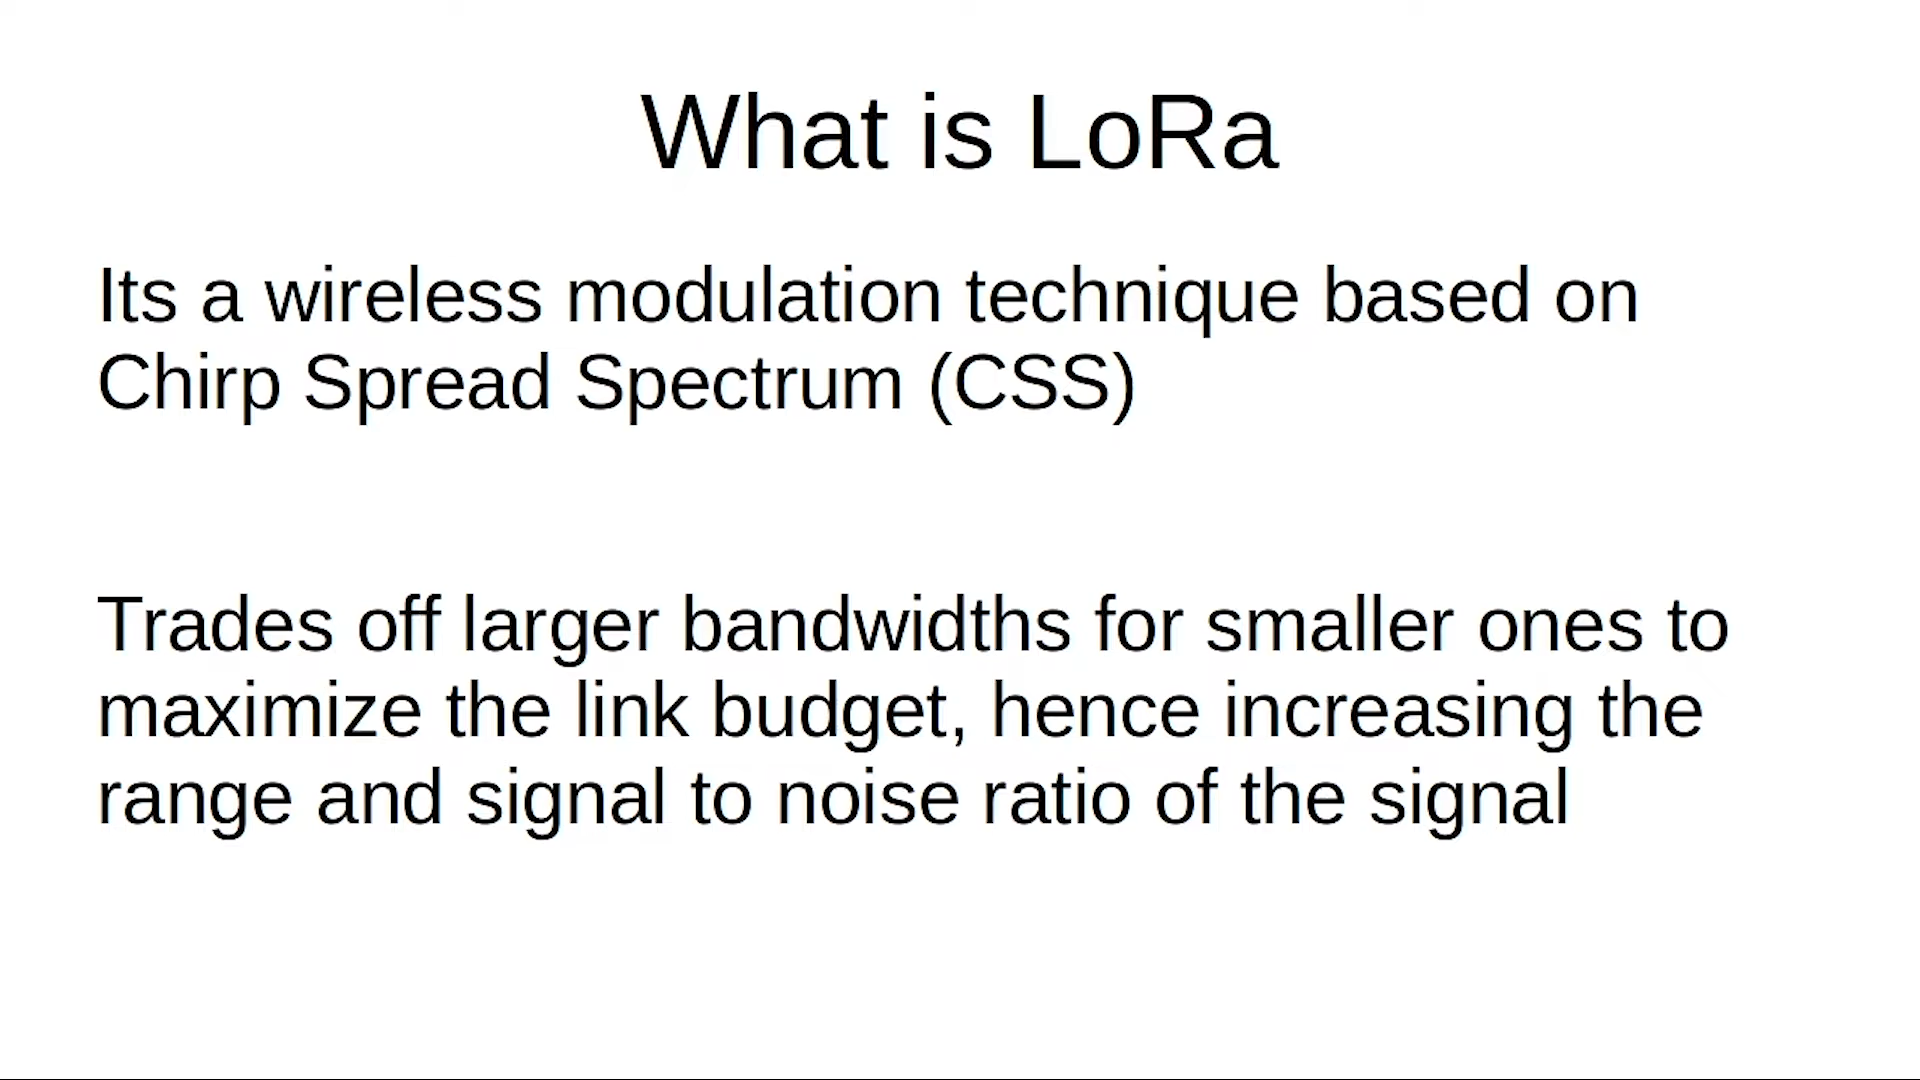 What is LoRa
Its a wireless modulation technique based on
Chirp Spread Spectrum (CSS)
Trades off larger bandwidths for smaller ones to
maximize the link budget, hence increasing the
range and signal to noise ratio of the signal